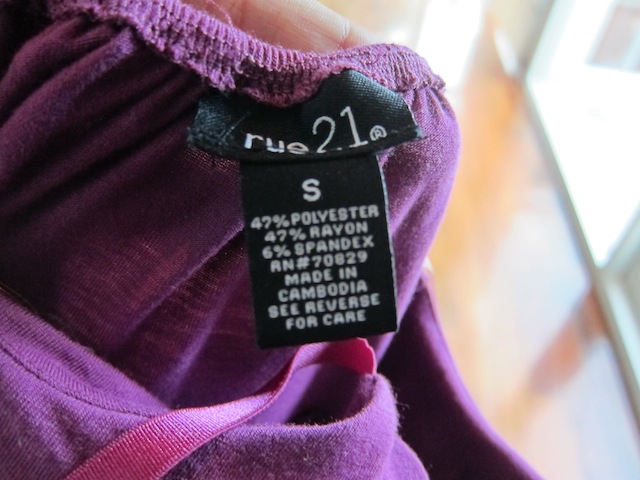 rue21®
S
47% POLYESTER
47% RAYON
6% SPANDEX
RN#70829
MADE IN
CAMBODIA
SEE REVERSE
FOR CARE